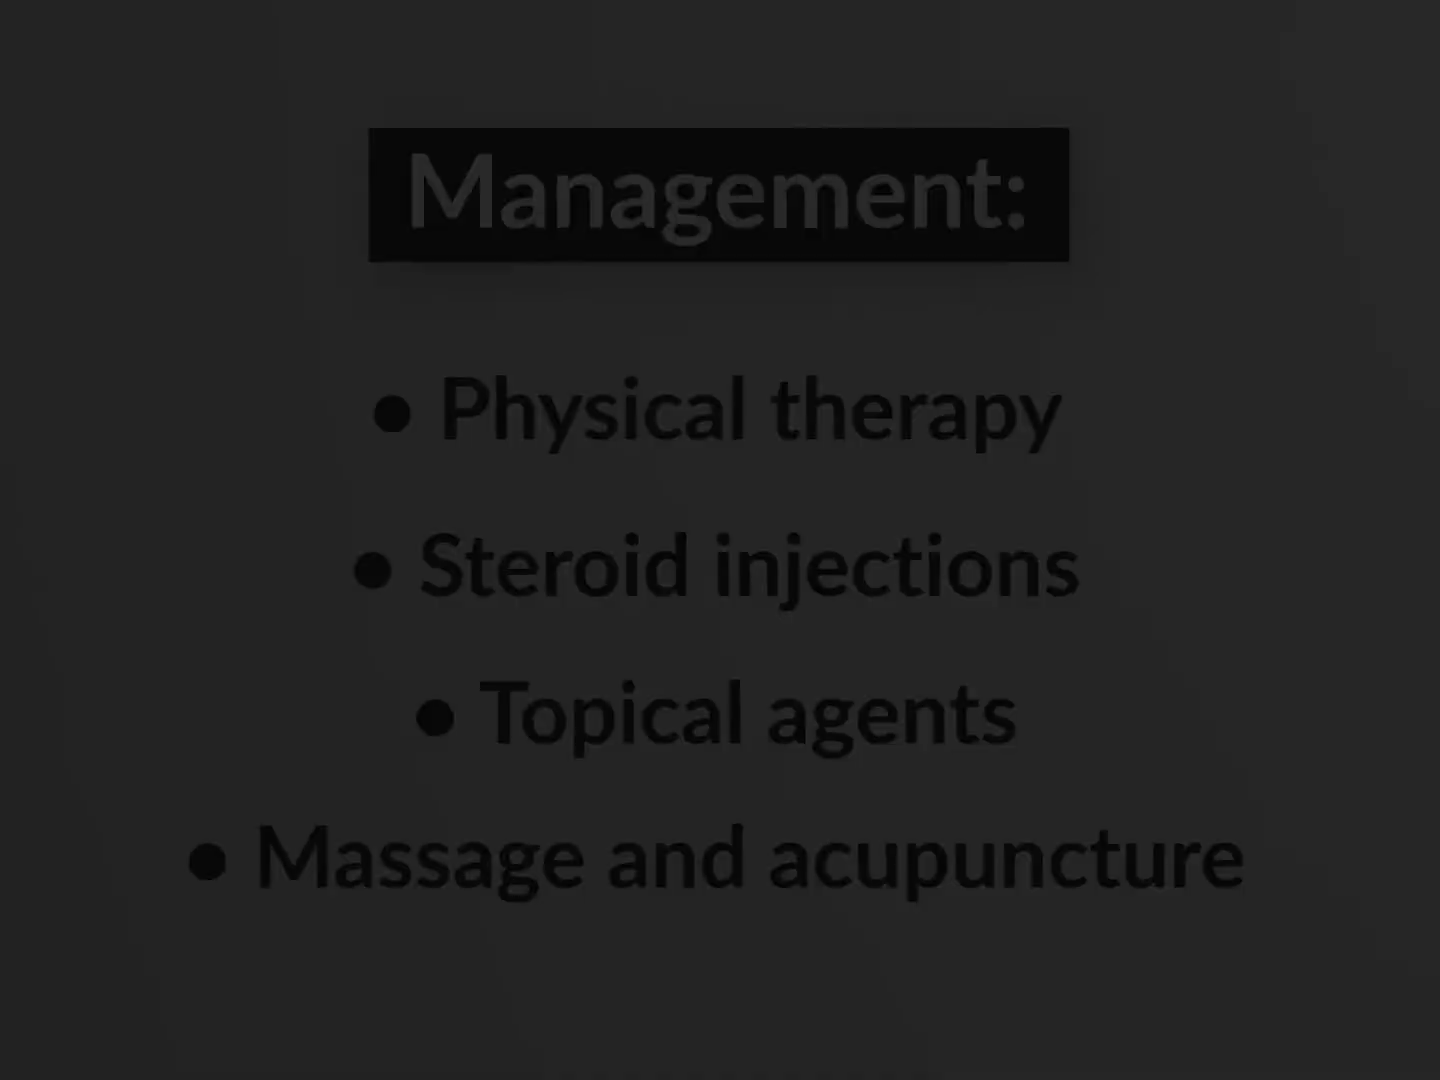 Management:
• Physical therapy
• Steroid injections
• Topical agents
• Massage and acupuncture